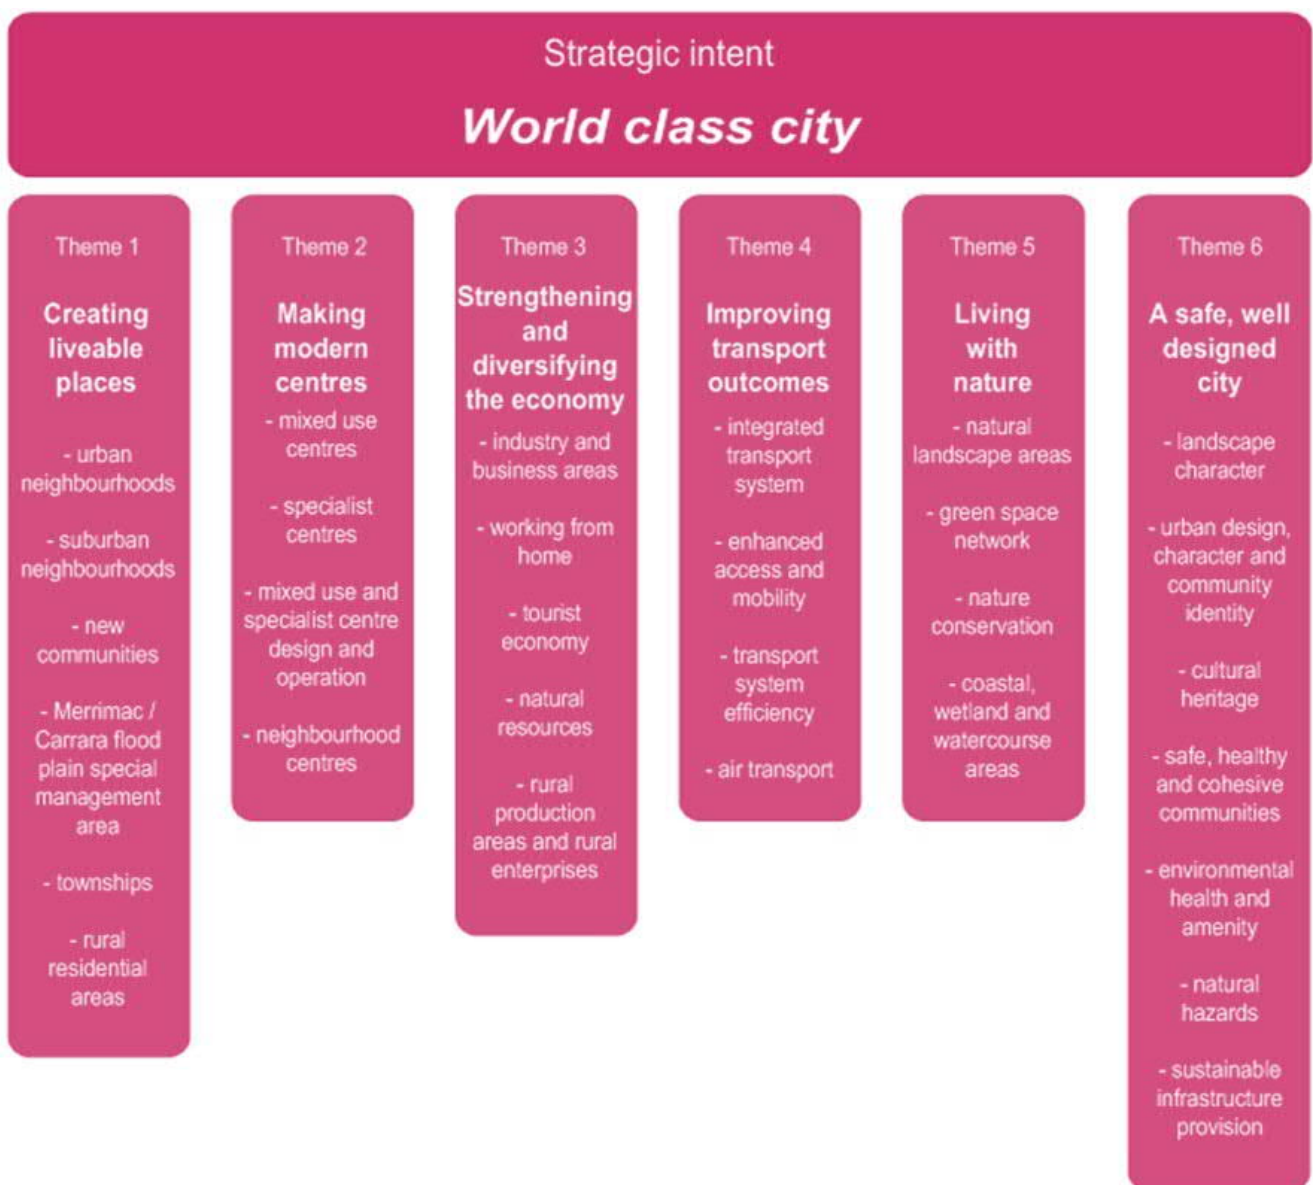 Strategic intent
World class city
Theme 1
Creating
liveable
places
- urban
neighbourhoods
- suburban
neighbourhoods
- new
communities
- Merrimac /
Carrara flood
plain special
management
area
- townships
- rural
residential
areas
Theme 2
Making
modern
centres
- mixed use
centres
- specialist
centres
- mixed use and
specialist centre
design and
operation
- neighbourhood
centres
Theme 3
Strengthening
and
diversifying
the economy
- industry and
business areas
- working from
home
- tourist
economy
- natural
resources
- rural
production
areas and rural
enterprises
Theme 4
Improving
transport
outcomes
- integrated
transport
system
- enhanced
access and
mobility
- transport
system
efficiency
- air transport
Theme 5
Living
with
nature
- natural
landscape areas
- green space
network
- nature
conservation
- coastal,
wetland and
watercourse
areas
Theme 6
A safe, well
designed
city
- landscape
character
- urban design,
character and
community
identity
- cultural
heritage
- safe, healthy
and cohesive
communities
- environmental
health and
amenity
- natural
hazards
- sustainable
infrastructure
provision